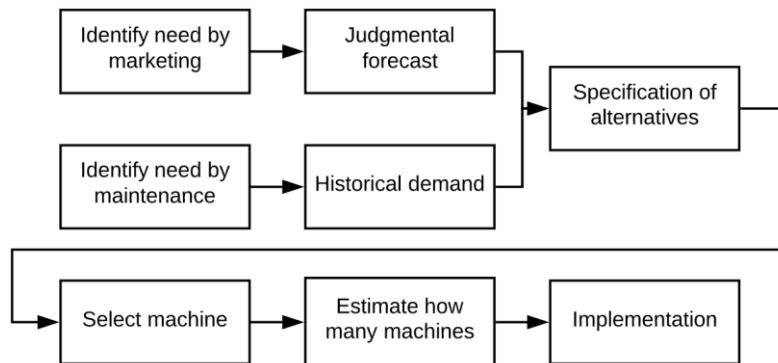 Identify need by
marketing
Judgmental
forecast
Specification of
alternatives
Identify need by
maintenance
Historical demand
Select machine
Estimate how
many machines
Implementation